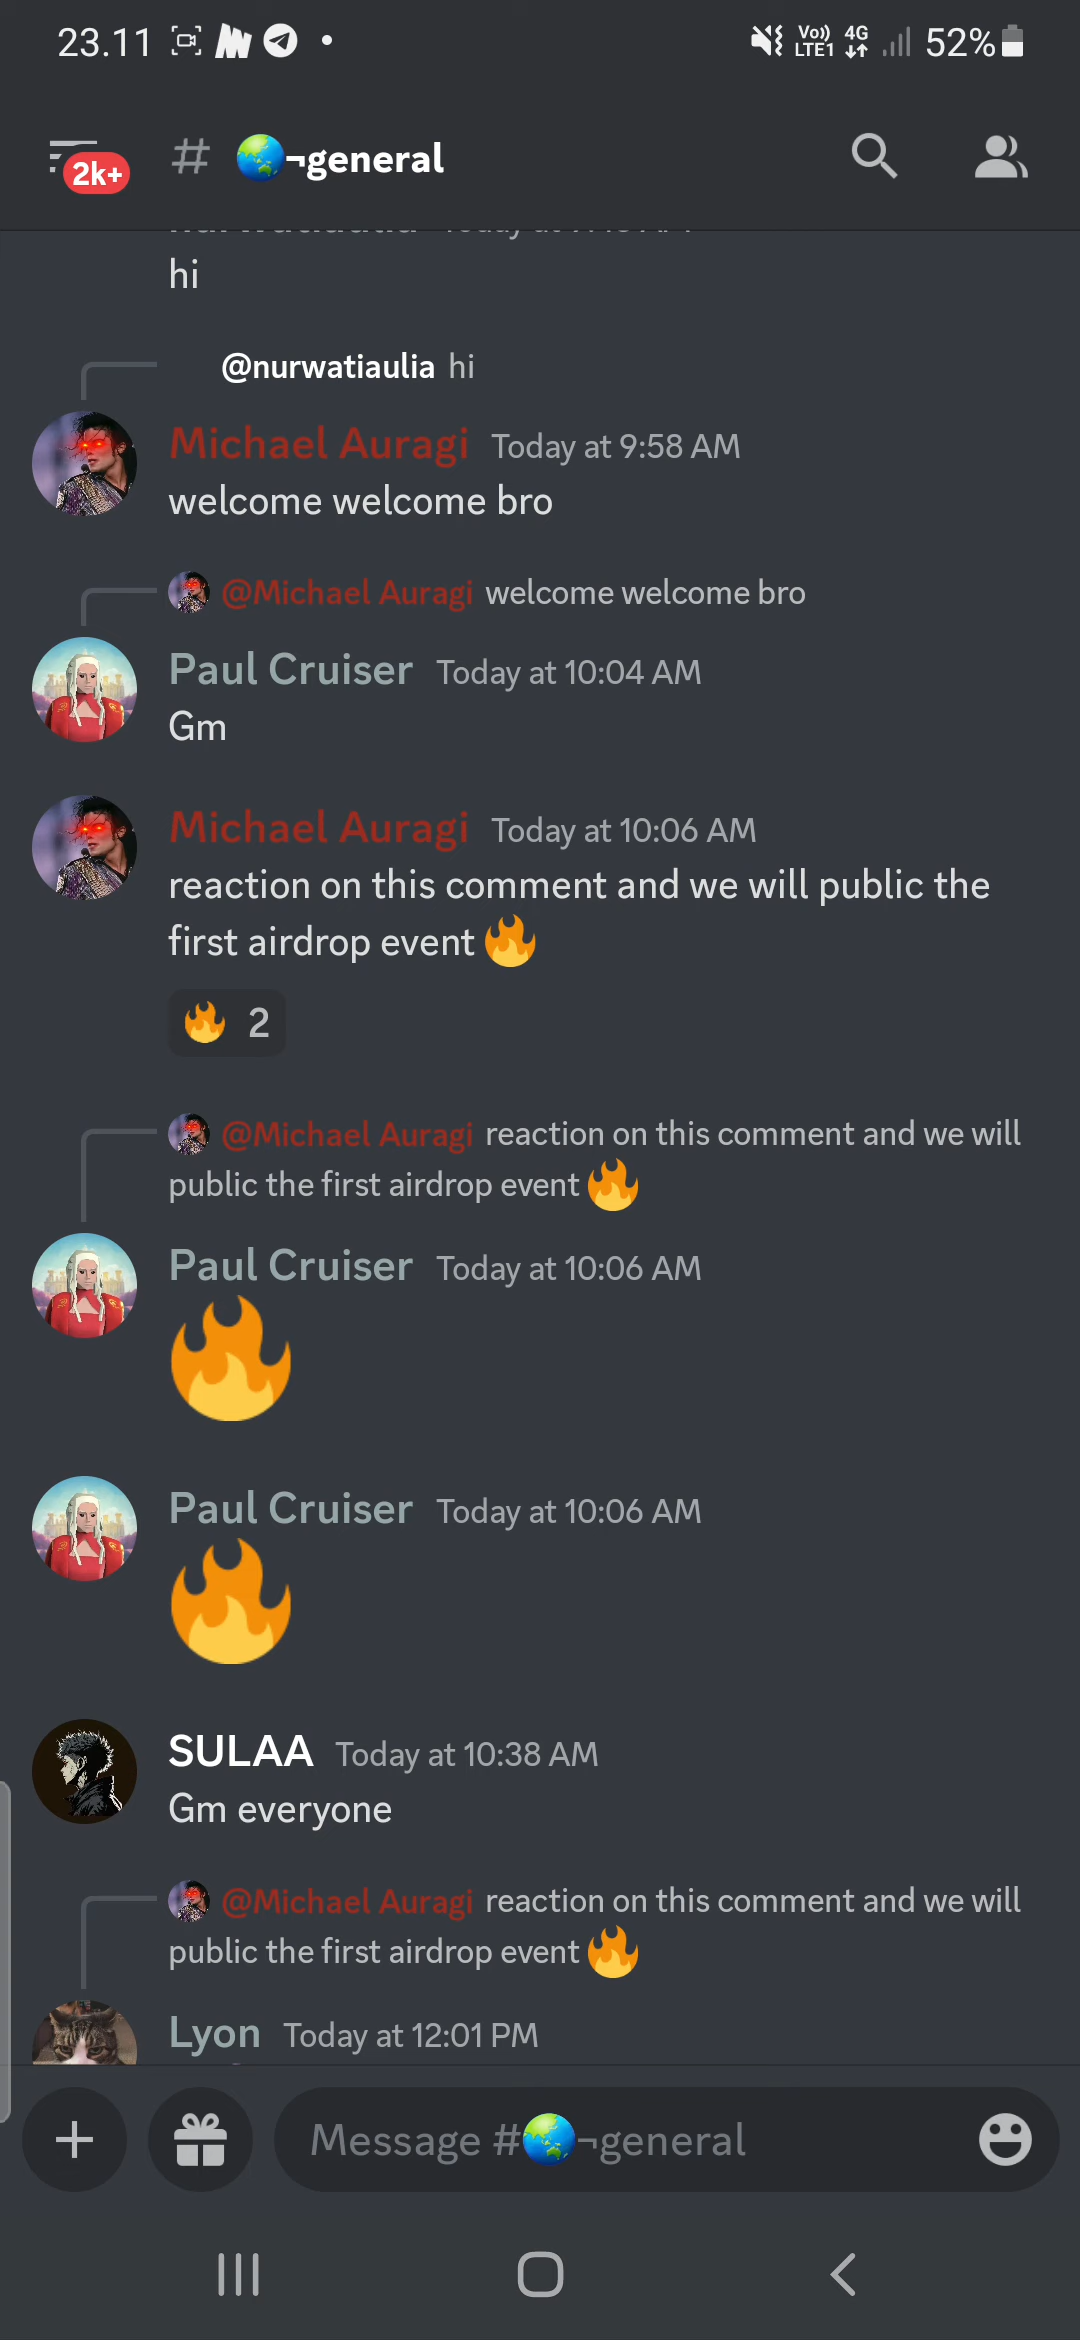 23.11 Vo)) LTE1 4G 52%
2k+ # ¬general
hi
@nurwatiaulia hi
Michael Auragi Today at 9:58 AM
welcome welcome bro
@Michael Auragi welcome welcome bro
Paul Cruiser Today at 10:04 AM
Gm
Michael Auragi Today at 10:06 AM
reaction on this comment and we will public the
first airdrop event 🔥
🔥 2
@Michael Auragi reaction on this comment and we will
public the first airdrop event 🔥
Paul Cruiser Today at 10:06 AM
🔥
Paul Cruiser Today at 10:06 AM
🔥
SULAA Today at 10:38 AM
Gm everyone
@Michael Auragi reaction on this comment and we will
public the first airdrop event 🔥
Lyon Today at 12:01 PM
Message #🌏¬general